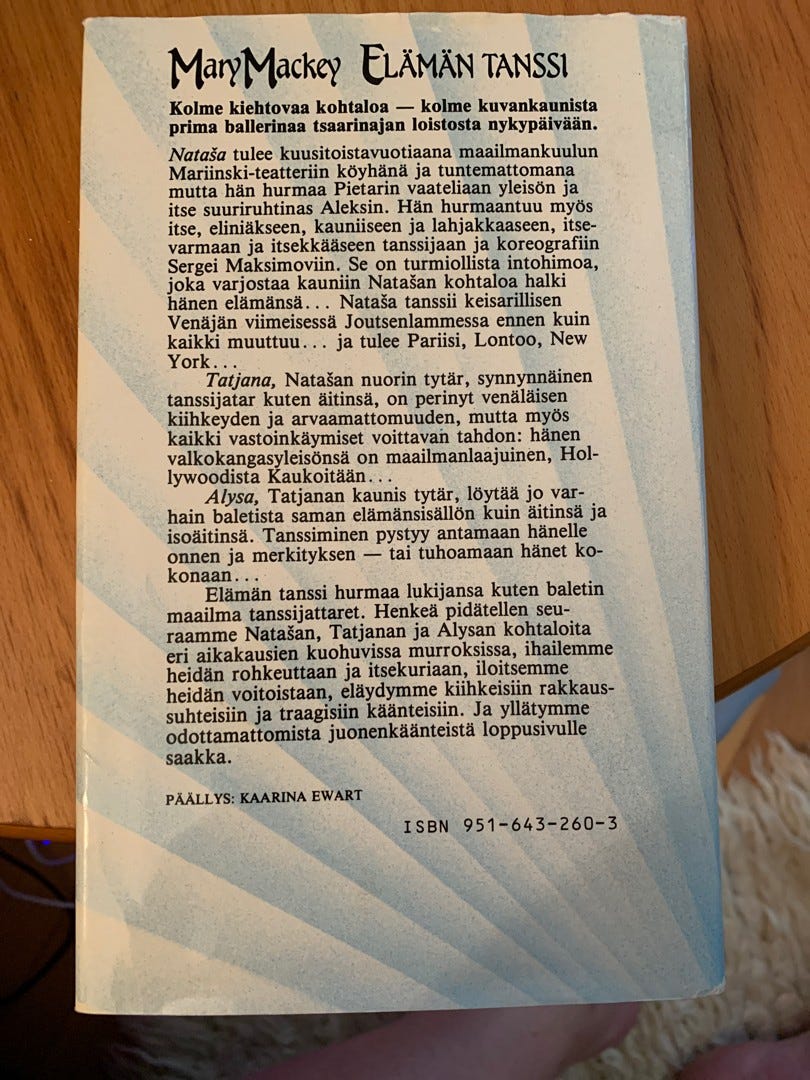 Mary Mackey Elämän tanssi
Kolme kiehtovaa kohtaloa — kolme kuvankaunista
prima ballerinaa tsaarinajan loistosta nykypäivään.
Nataša tulee kuusitoistavuotiaana maailmankuulun
Mariinski-teatteriin köyhänä ja tuntemattomana
mutta hän hurmaa Pietarin vaateliaan yleisön ja
itse suuriruhtinas Aleksin. Hän hurmaantuu myös
itse, eliniäkseen, kauniiseen ja lahjakkaaseen, itse-
varmaan ja itsekkääseen tanssijaan ja koreografiin
Sergei Maksimoviin. Se on turmiollista intohimoa,
joka varjostaa kauniin Natašan kohtaloa halki
hänen elämänsä... Nataša tanssii keisarillisen
Venäjän viimeisessä Joutsenlammessa ennen kuin
kaikki muuttuu... ja tulee Pariisi, Lontoo, New
York...
Tatjana, Natašan nuorin tytär, synnynnäinen
tanssijatar kuten äitinsä, on perinyt venäläisen
kiihkeyden ja arvaamattomuuden, mutta myös
kaikki vastoinkäymiset voittavan tahdon: hänen
valkokangasyleisönsä on maailmanlaajuinen, Hol-
lywoodista Kaukoitään...
Alysa, Tatjanan kaunis tytär, löytää jo var-
hain baletista saman elämänsisällön kuin äitinsä ja
isoäitinsä. Tanssiminen pystyy antamaan hänelle
onnen ja merkityksen — tai tuhoamaan hänet ko-
konaan...
Elämän tanssi hurmaa lukijansa kuten baletin
maailma tanssijattaret. Henkeä pidätellen seu-
raamme Natašan, Tatjanan ja Alysan kohtaloita
eri aikakausien kuohuvissa murroksissa, ihailemme
heidän rohkeuttaan ja itsekuriaan, iloitsemme
heidän voitoistaan, eläydymme kiihkeisiin rakkaus-
suhteisiin ja traagisiin käänteisiin. Ja yllätymme
odottamattomista juonenkäänteistä loppusivulle
saakka.
PÄÄLLYS: KAARINA EWART
ISBN 951-643-260-3